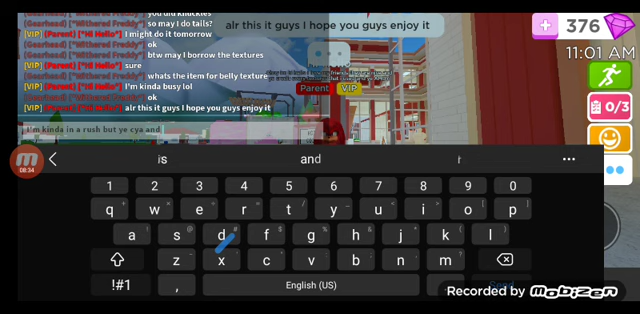 you did knuckles
(Gearhead) ["Withered Freddy"] so may I do tails?
[VIP] (Parent) ["Hi Hello"] I might do it tomorrow
(Gearhead) ["Withered Freddy"] ok
(Gearhead) ["Withered Freddy"] btw may I borrow the textures
[VIP] (Parent) ["Hi Hello"] sure
(Gearhead) ["Withered Freddy"] whats the item for belly texture
[VIP] (Parent) ["Hi Hello"] I'm kinda busy lol
(Gearhead) ["Withered Freddy"] ok
[VIP] (Parent) ["Hi Hello"] alr this it guys I hope you guys enjoy it
alr this it guys I hope you guys enjoy it
Parent VIP
+ 376
11:01 AM
0/3
i'm kinda in a rush but ye cya and
08:34
is and
1 2 3 4 5 6 7 8 9 0
q w e r t y u i o p
a s d f g h j k l
z x c v b n m ?
!#1 , English (US) Send
Recorded by MOBIZEN